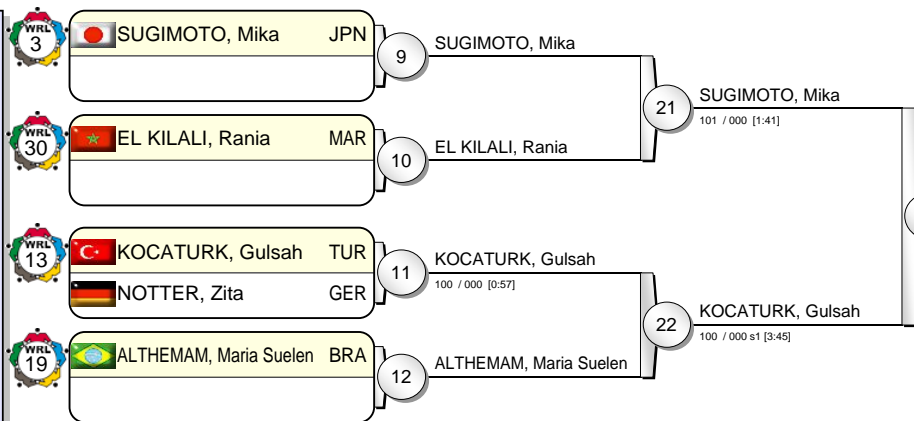 WRL
3
SUGIMOTO, Mika JPN
9
SUGIMOTO, Mika
21
SUGIMOTO, Mika
101 / 000 [1:41]
WRL
30
EL KILALI, Rania MAR
10
EL KILALI, Rania
WRL
13
KOCATURK, Gulsah TUR
NOTTER, Zita GER
11
KOCATURK, Gulsah
100 / 000 [0:57]
22
KOCATURK, Gulsah
100 / 000 s1 [3:45]
WRL
19
ALTHEMAM, Maria Suelen BRA
12
ALTHEMAM, Maria Suelen